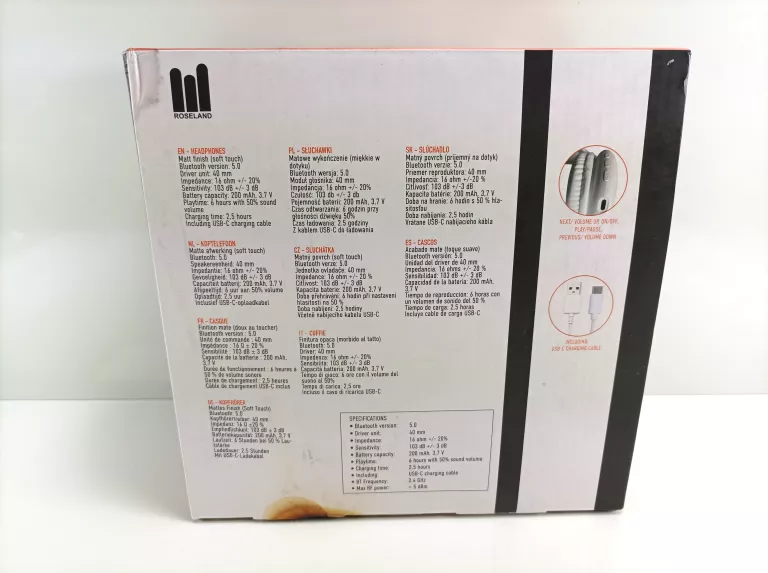 ROSELAND
EN - HEADPHONES
Matt finish (soft touch)
Bluetooth version: 5.0
Driver unit: 40 mm
Impedance: 16 ohm +/- 20%
Sensitivity: 103 dB +/- 3 dB
Battery capacity: 200 mAh, 3,7 V
Playtime: 6 hours with 50% sound
volume
Charging time: 2,5 hours
Including USB-C charging cable
PL - SŁUCHAWKI
Matowe wykończenie (miękkie w
dotyku)
Bluetooth wersja: 5.0
Moduł głośnika: 40 mm
Impedancja: 16 ohm +/- 20%
Czułość: 103 db +/- 3 dB
Pojemność baterii: 200 mAh, 3,7 V
Czas odtwarzania: 6 godzin przy
głośności dźwięku 50%
Czas ładowania: 2,5 godziny
Z kablem USB-C do ładowania
SK - SLÚCHADLO
Matný povrch (príjemný na dotyk)
Bluetooth verzie: 5.0
Priemer reproduktora: 40 mm
Impedancia: 16 ohm +/-20 %
Citlivosť: 103 dB +/-3 dB
Kapacita batérie: 200 mAh, 3,7 V
Doba na hranie: 6 hodín s 50 % hla-
sitosťou
Doba nabíjania: 2,5 hodín
Vrátane USB-C nabíjacieho kábla
NL - KOPTELEFOON
Matte afwerking (soft touch)
Bluetooth: 5.0
Speakereenheid: 40 mm
Impedantie: 16 ohm +/- 20%
Gevoeligheid: 103 dB +/- 3 dB
Capaciteit batterij: 200 mAh, 3,7 V
Afspeeltijd: 6 uur van 50% volume
Oplaadtijd: 2,5 uur
Inclusief USB-C-oplaadkabel
CZ - SLUCHÁTKA
Matný povrch (soft touch)
Bluetooth verze: 5.0
Jednotka ovladače: 40 mm
Impedance: 16 ohm +/- 20%
Citlivost: 103 dB +/- 3 dB
Kapacita baterie: 200 mAh, 3,7 V
Doba přehrávání: 6 hodin při nastavení
hlasitosti na 50 %
Doba nabíjení: 2,5 hodiny
Včetně nabíjecího kabelu USB-C
ES - CASCOS
Acabado mate (toque suave)
Bluetooth versión: 5.0
Unidad del driver de 40 mm
Impedancia, 16 ohms +/- 20 %
Sensibilidad: 103 dB +/- 3 dB
Capacidad de la batería: 200 mAh,
3,7 V
Tiempo de reproducción: 6 horas con
un volumen de sonido del 50 %
Tiempo de carga: 2,5 horas
Incluye cable de carga USB-C
FR - CASQUE
Finition mate (doux au toucher)
Bluetooth version : 5.0
Unité de commande : 40 mm
Impédance : 16 Ω ± 20 %
Sensibilité : 103 dB ± 3 dB
Capacité de la batterie : 200 mAh,
3,7 V
Durée de fonctionnement : 6 heures à
50 % de volume sonore
Durée de chargement : 2,5 heures
Câble de chargement USB-C inclus
IT - CUFFIE
Finitura opaca (morbido al tatto)
Bluetooth: 5.0
Driver: 40 mm
Impedenza: 16 ohm +/- 20%
Sensibilità: 103 dB +/- 3 dB
Capacità batteria: 200 mAh, 3,7 V
Tempo di gioco: 6 ore con il volume del
suono al 50%
Tempo di carica: 2,5 ore
Incluso il cavo di ricarica USB-C
DE - KOPFHÖRER
Mattes Finish (Soft Touch)
Bluetooth: 5.0
Kopfhörertreiber: 40 mm
Impedanz: 16 Ω ±20 %
Empfindlichkeit: 103 dB ± 3 dB
Batteriekapazität: 200 mAh, 3,7 V
Laufzeit: 6 Stunden bei 50 % Lau-
tstärke
Ladedauer: 2,5 Stunden
Mit USB-C-Ladekabel
SPECIFICATIONS
• Bluetooth version: 5.0
• Driver unit: 40 mm
• Impedance: 16 ohm +/- 20%
• Sensitivity: 103 dB +/- 3 dB
• Battery capacity: 200 mAh, 3,7 V
• Playtime: 6 hours with 50% sound volume
• Charging time: 2,5 hours
• Including: USB-C charging cable
• BT Frequency: 2.4 GHz
• Max RF power: < 5 dBm
NEXT/ VOLUME UP, ON/OFF,
PLAY/PAUSE,
PREVIOUS/ VOLUME DOWN.
INCLUDING
USB-C CHARGING CABLE